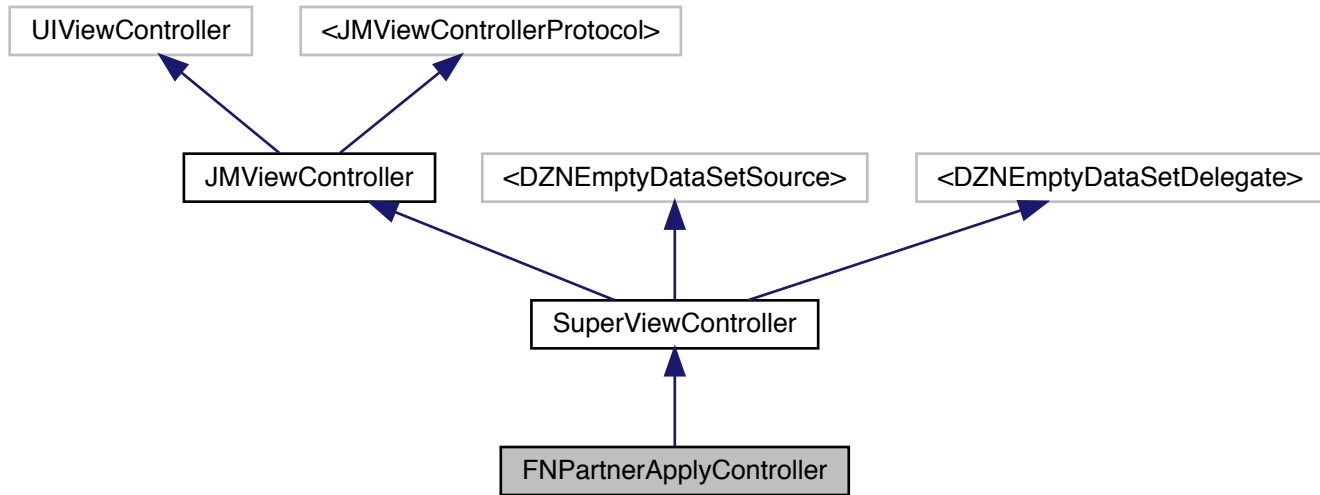 UIViewController
<JMViewControllerProtocol>
JMViewController
<DZNEmptyDataSetSource>
<DZNEmptyDataSetDelegate>
SuperViewController
FNPartnerApplyController